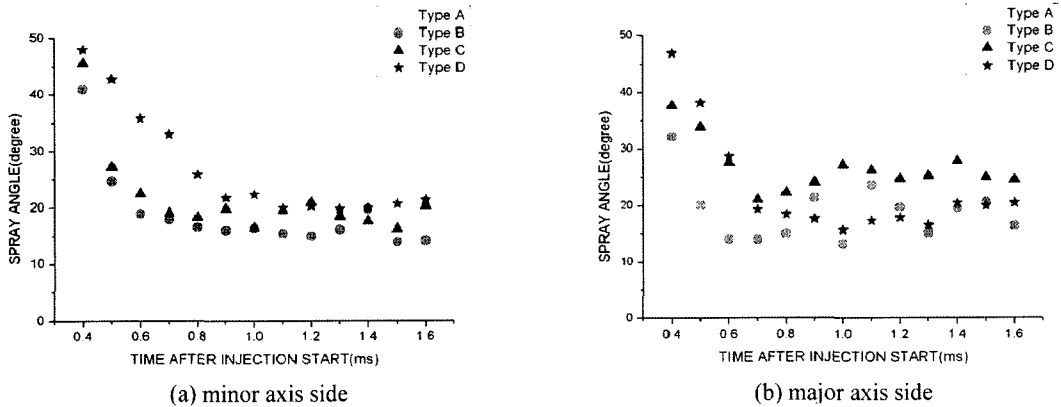 Type A
Type B
Type C
Type D
50
40
30
20
10
0
SPRAY ANGLE(degree)
0.4 0.6 0.8 1.0 1.2 1.4 1.6
TIME AFTER INJECTION START(ms)
(a) minor axis side
Type A
Type B
Type C
Type D
50
40
30
20
10
0
SPRAY ANGLE(degree)
0.4 0.6 0.8 1.0 1.2 1.4 1.6
TIME AFTER INJECTION START(ms)
(b) major axis side